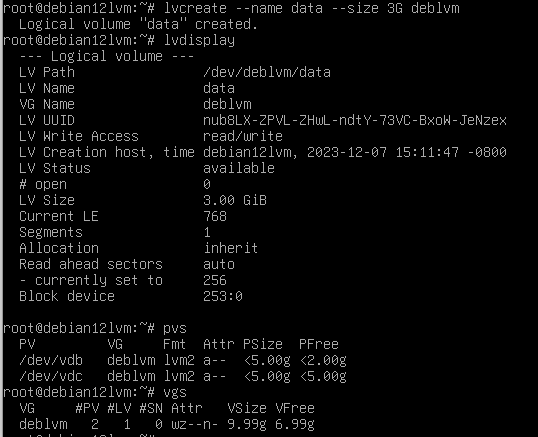 root@debian12lvm:~# lvcreate --name data --size 3G deblvm
  Logical volume "data" created.
root@debian12lvm:~# lvdisplay
  --- Logical volume ---
  LV Path                /dev/deblvm/data
  LV Name                data
  VG Name                deblvm
  LV UUID                nub8LX-ZPVL-ZHwL-ndtY-73VC-BxoW-JeNzex
  LV Write Access        read/write
  LV Creation host, time debian12lvm, 2023-12-07 15:11:47 -0800
  LV Status              available
  # open                 0
  LV Size                3.00 GiB
  Current LE             768
  Segments               1
  Allocation             inherit
  Read ahead sectors     auto
  - currently set to     256
  Block device           253:0
root@debian12lvm:~# pvs
  PV         VG     Fmt  Attr PSize  PFree
  /dev/vdb   deblvm lvm2 a--  <5.00g <2.00g
  /dev/vdc   deblvm lvm2 a--  <5.00g <5.00g
root@debian12lvm:~# vgs
  VG     #PV #LV #SN Attr   VSize VFree
  deblvm   2   1   0 wz--n- 9.99g 6.99g